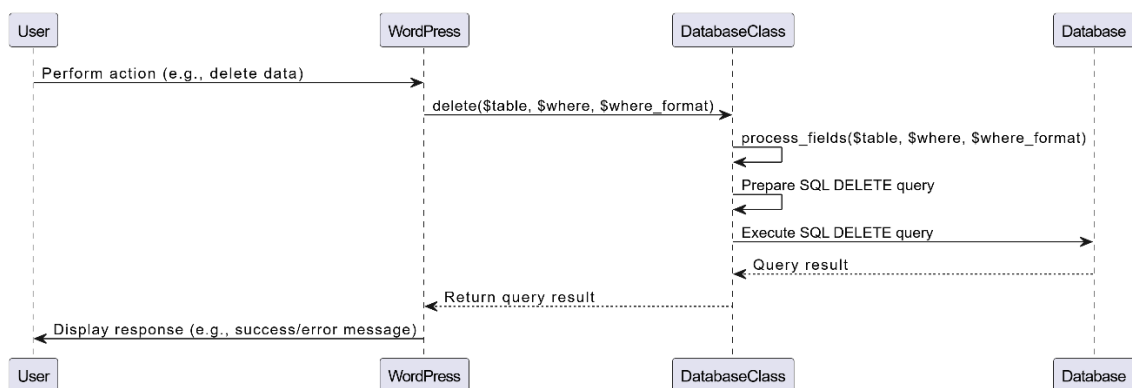 User WordPress DatabaseClass Database
Perform action (e.g., delete data)
delete($table, $where, $where_format)
process_fields($table, $where, $where_format)
Prepare SQL DELETE query
Execute SQL DELETE query
Query result
Return query result
Display response (e.g., success/error message)
User WordPress DatabaseClass Database